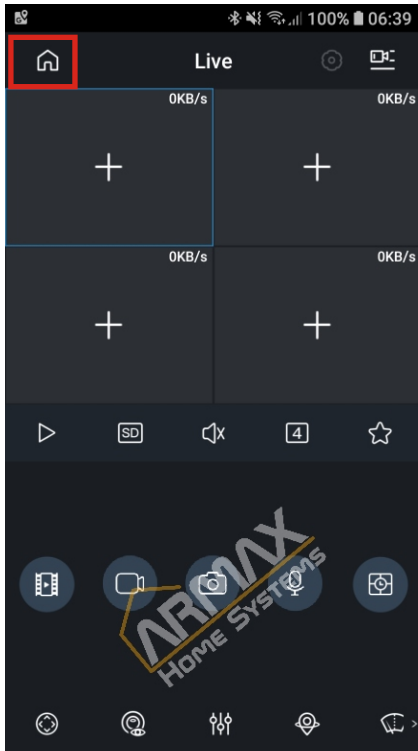 100% 06:39
Live
0KB/s 0KB/s
0KB/s 0KB/s
SD 4
ARMAX
HOME SYSTEMS